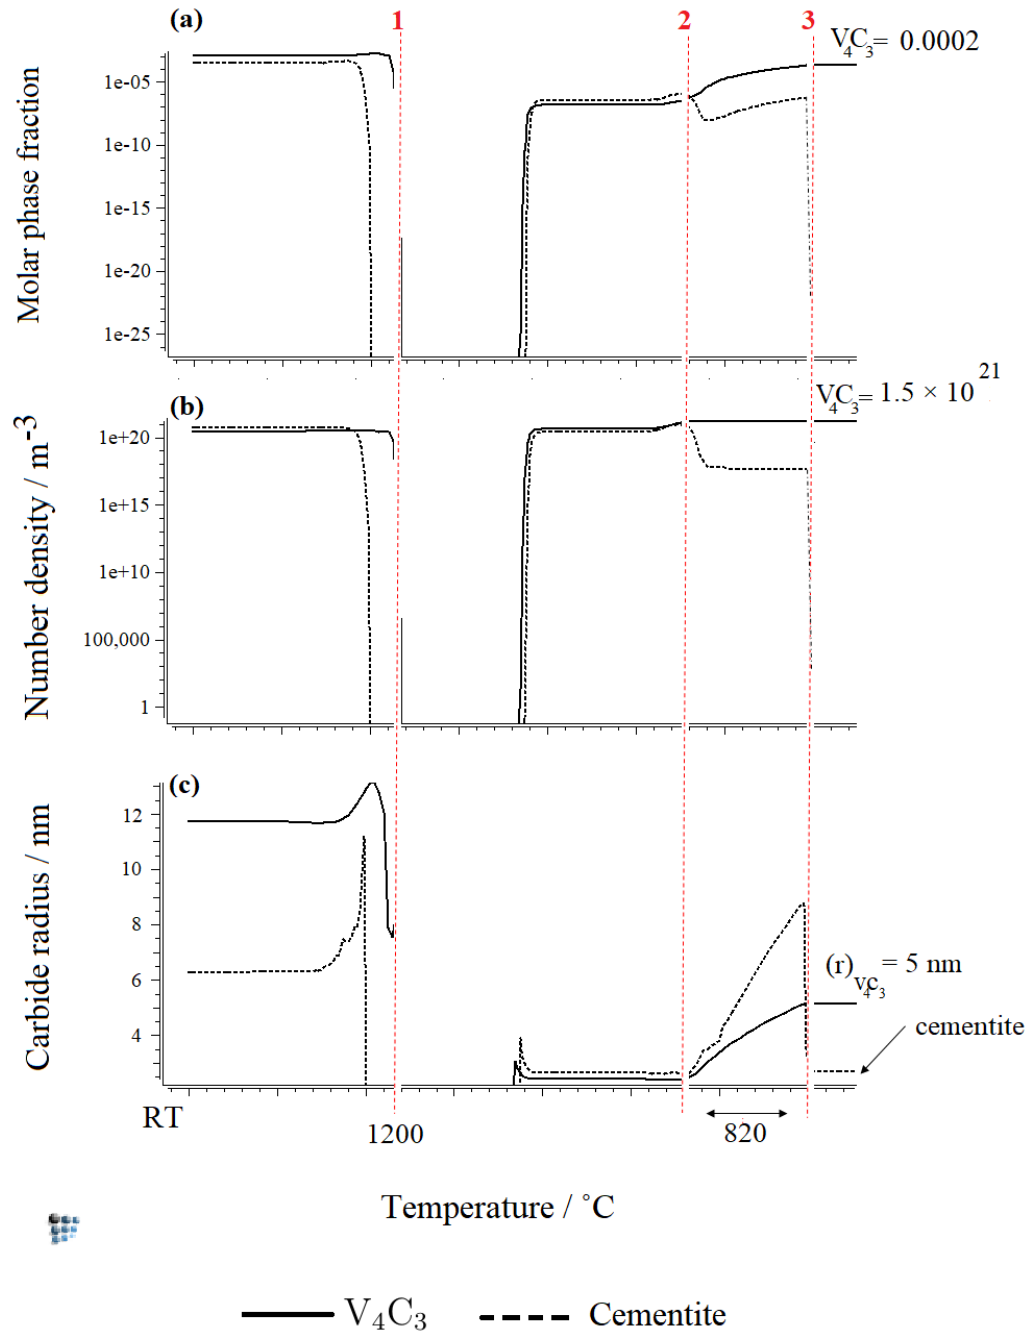 (a)
1
2
3
V4C3= 0.0002
Molar phase fraction
1e-05
1e-10
1e-15
1e-20
1e-25
(b)
V4C3= 1.5 × 10 21
Number density / m-3
1e+20
1e+15
1e+10
100,000
1
(c)
Carbide radius / nm
12
10
8
6
4
(r)V4C3 = 5 nm
cementite
RT
1200
820
Temperature / ˚C
V4C3
Cementite